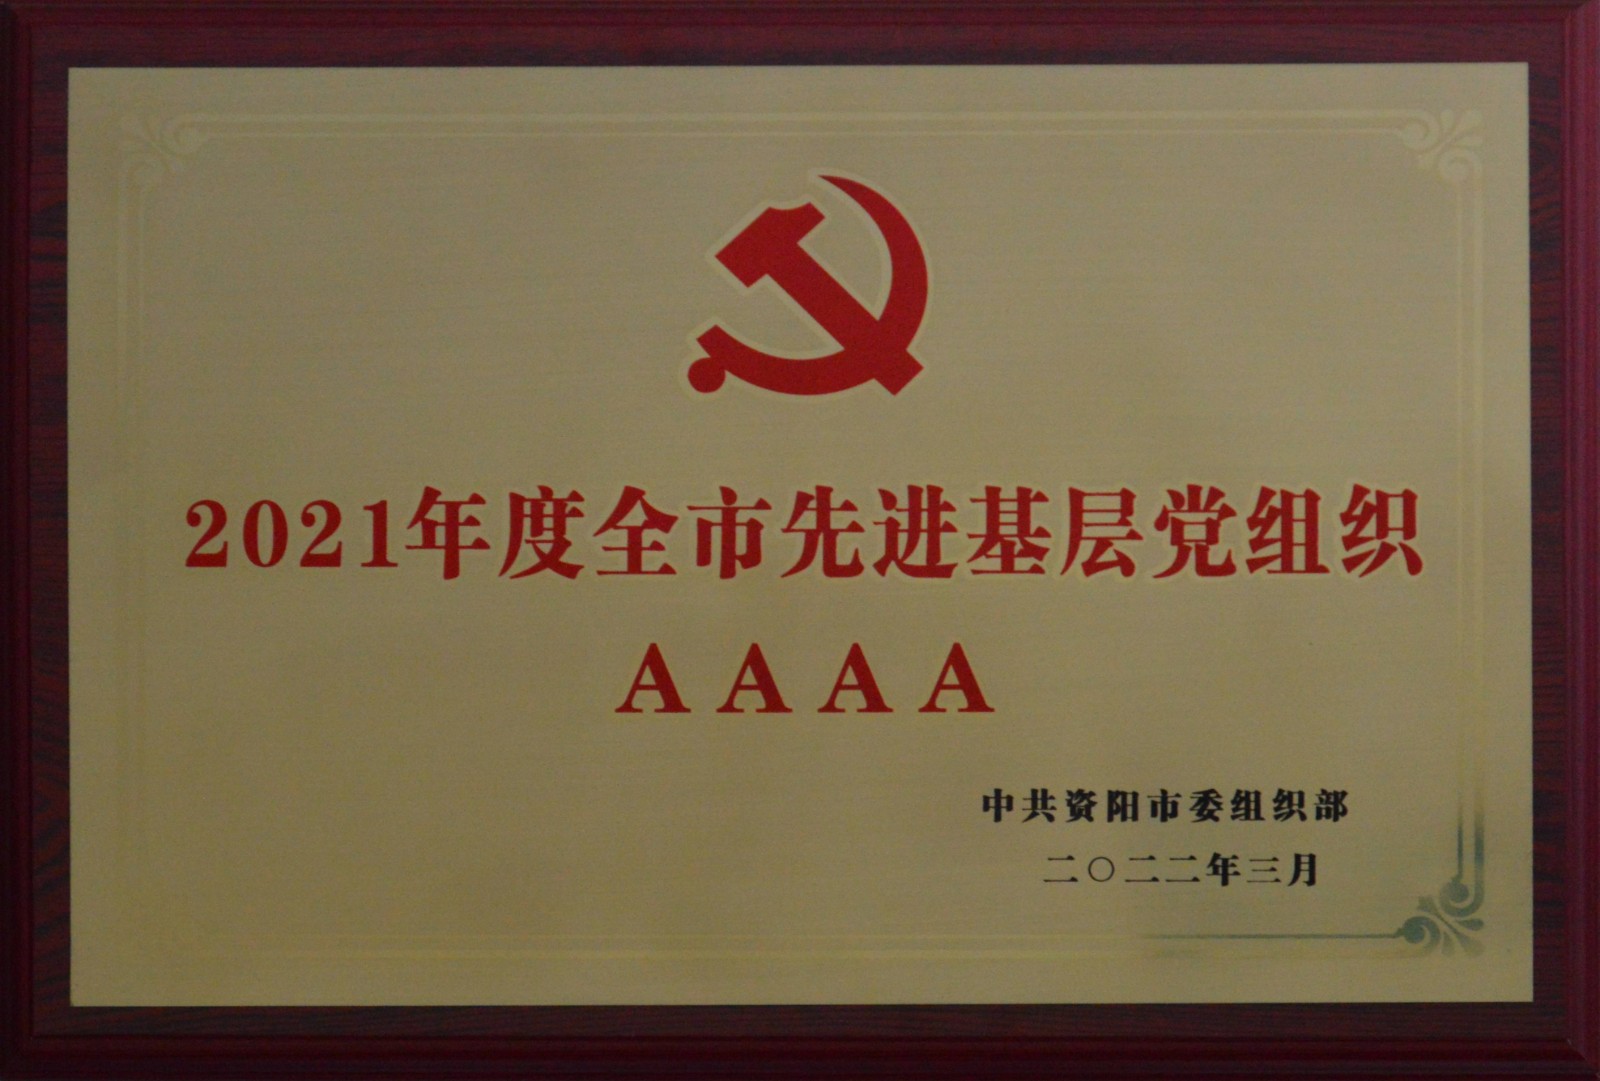 2021年度全市先进基层党组织
AAAA
中共资阳市委组织部
二〇二二年三月